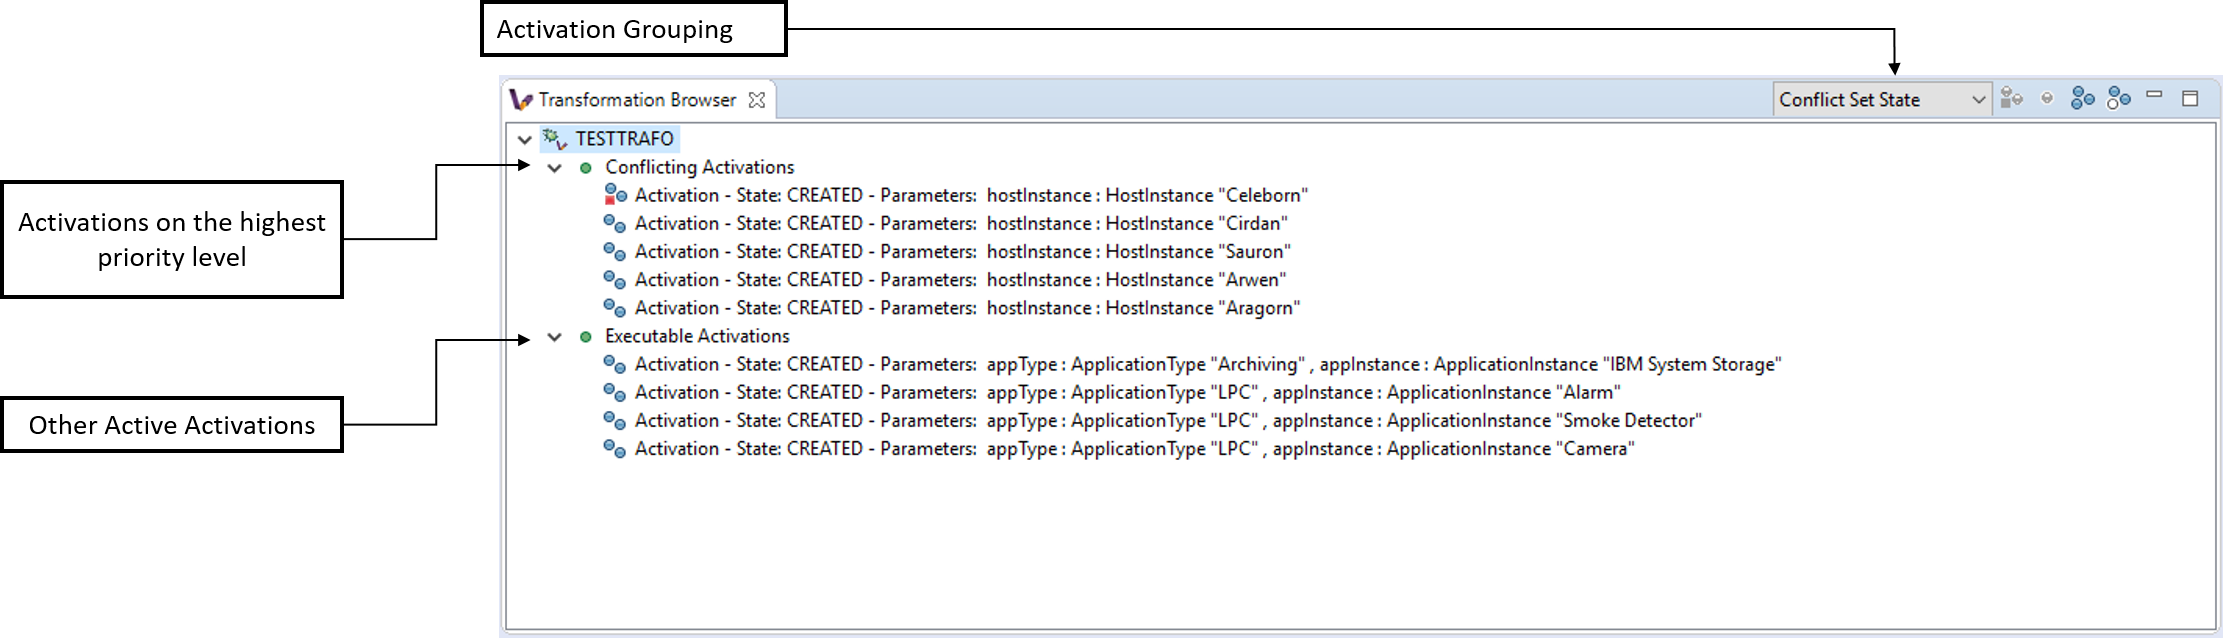 Activation Grouping
Transformation Browser
Conflict Set State
TESTTRAFO
Conflicting Activations
Activation - State: CREATED - Parameters:  hostInstance : HostInstance "Celeborn"
Activation - State: CREATED - Parameters:  hostInstance : HostInstance "Cirdan"
Activation - State: CREATED - Parameters:  hostInstance : HostInstance "Sauron"
Activation - State: CREATED - Parameters:  hostInstance : HostInstance "Arwen"
Activation - State: CREATED - Parameters:  hostInstance : HostInstance "Aragorn"
Executable Activations
Activation - State: CREATED - Parameters:  appType : ApplicationType "Archiving" , appInstance : ApplicationInstance "IBM System Storage"
Activation - State: CREATED - Parameters:  appType : ApplicationType "LPC" , appInstance : ApplicationInstance "Alarm"
Activation - State: CREATED - Parameters:  appType : ApplicationType "LPC" , appInstance : ApplicationInstance "Smoke Detector"
Activation - State: CREATED - Parameters:  appType : ApplicationType "LPC" , appInstance : ApplicationInstance "Camera"
Activations on the highest
priority level
Other Active Activations